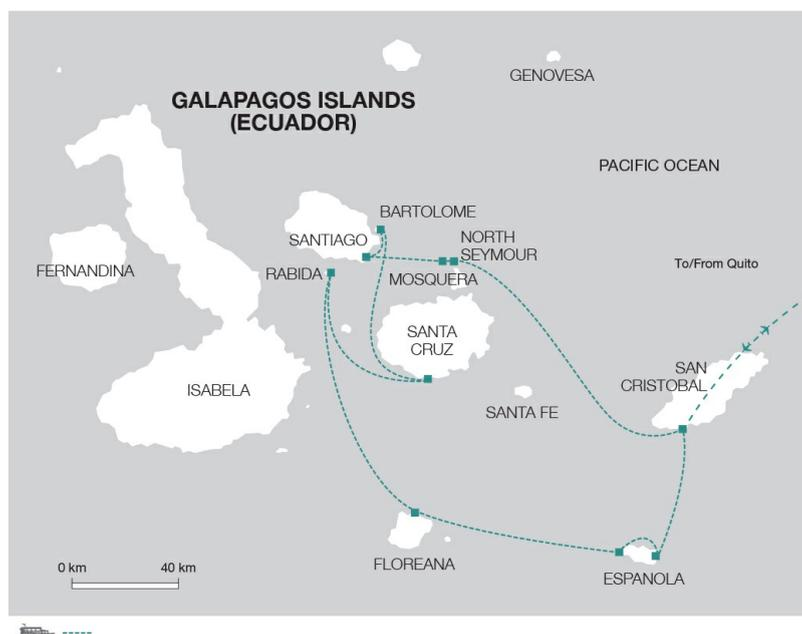 GENOVESA
GALAPAGOS ISLANDS
(ECUADOR)
PACIFIC OCEAN
BARTOLOME
SANTIAGO
NORTH
SEYMOUR
FERNANDINA
RABIDA
MOSQUERA
To/From Quito
SANTA
CRUZ
SAN
CRISTOBAL
ISABELA
SANTA FE
FLOREANA
ESPANOLA
0 km
40 km